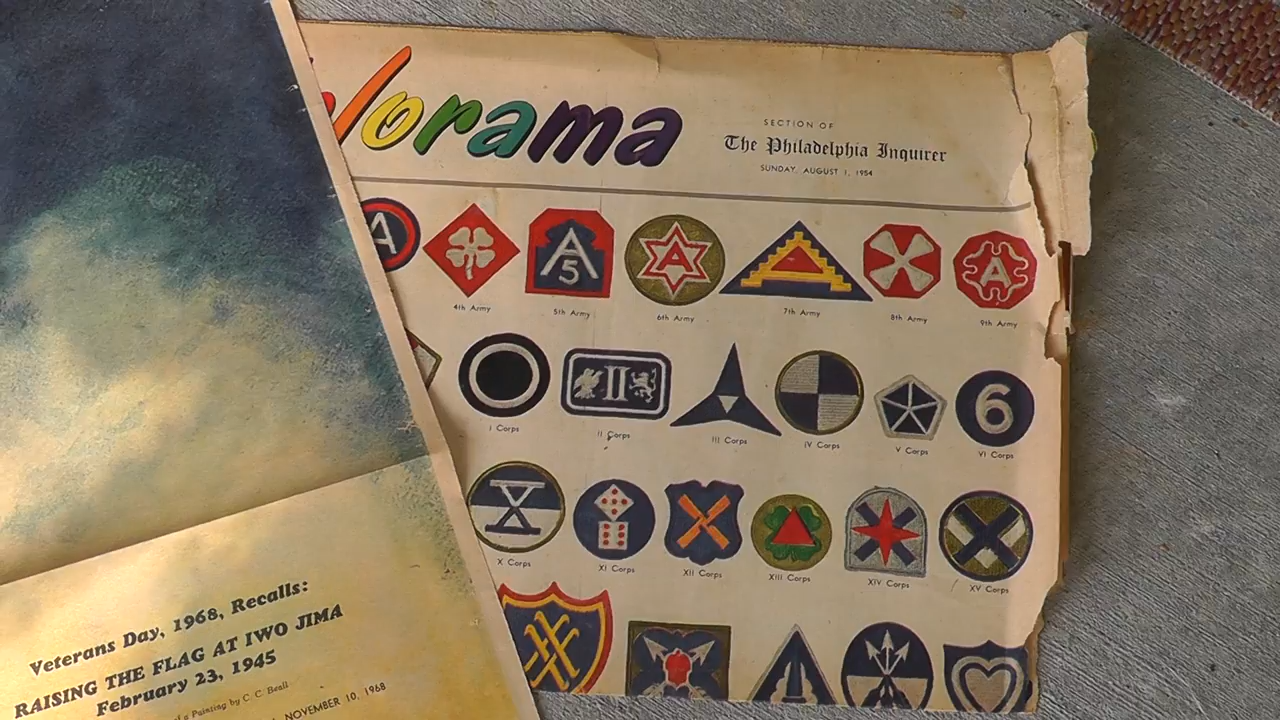 lorama
SECTION OF
The Philadelphia Inquirer
SUNDAY, AUGUST 1, 1954
A
A
5
A
A
4th Army
5th Army
6th Army
7th Army
8th Army
9th Army
II
6
I Corps
II Corps
III Corps
IV Corps
V Corps
VI Corps
X
X Corps
XI Corps
XII Corps
XIII Corps
XIV Corps
XV Corps
Veterans Day, 1968, Recalls:
RAISING THE FLAG AT IWO JIMA
February 23, 1945
a Painting by C. C. Beall
NOVEMBER 10, 1968